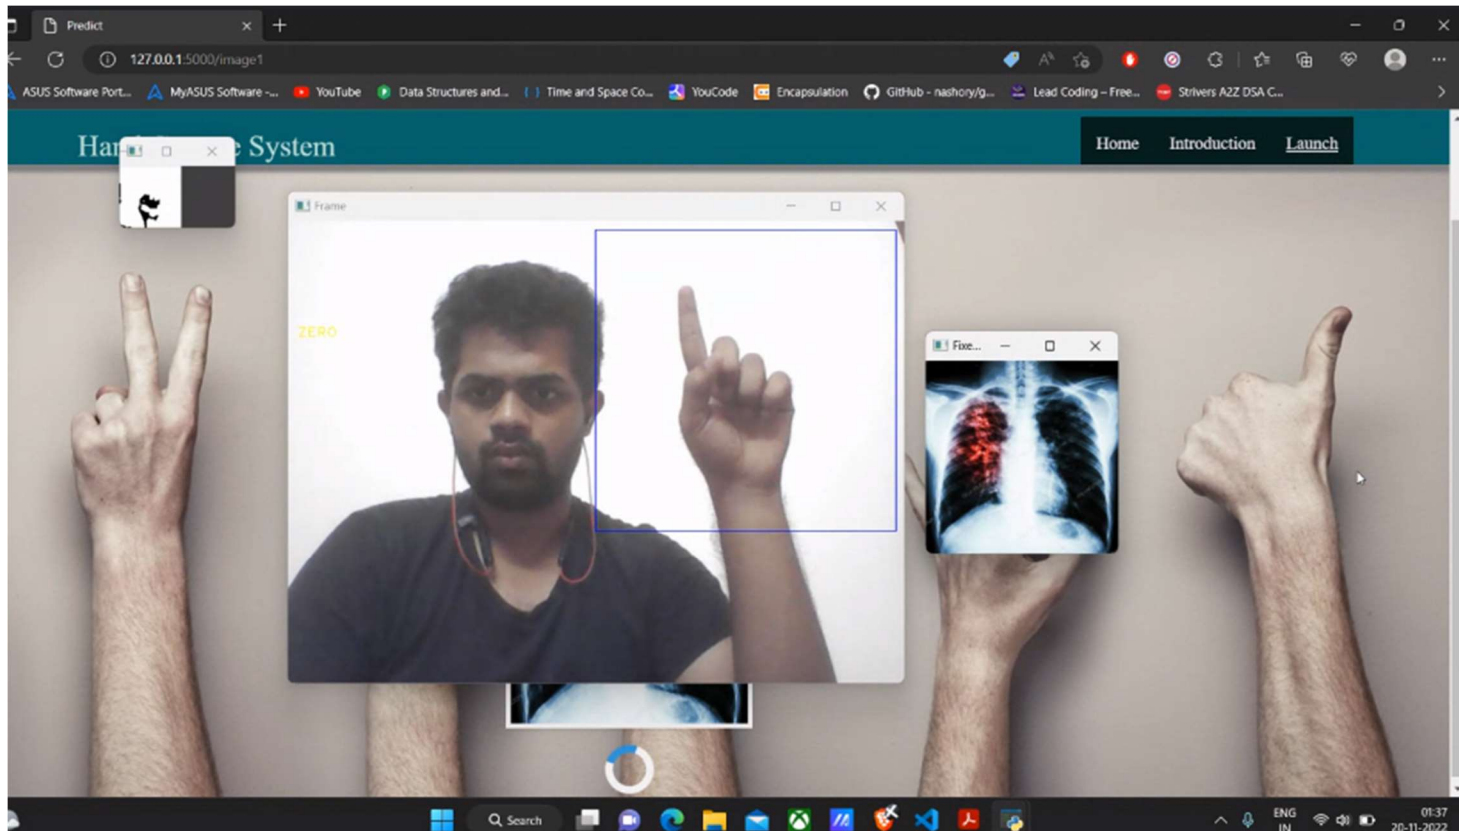 Predict
127.0.0.1:5000/image1
ASUS Software Port... MyASUS Software -... YouTube Data Structures and... Time and Space Co... YouCode Encapsulation GitHub - nashory/g... Lead Coding – Free... Strivers A2Z DSA C...
Han e System
Home Introduction Launch
Frame
ZERO
Fixe...
Search
ENG
IN
01:37
20-11-2022